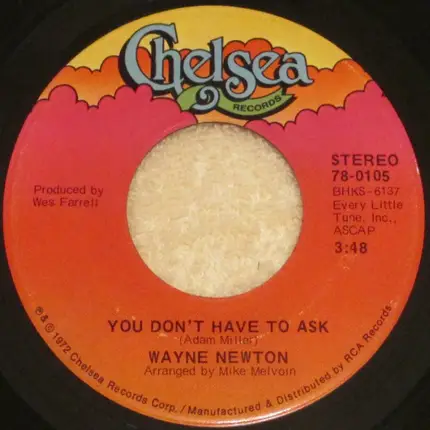 Chelsea
RECORDS
STEREO
78-0105
BHKS-6137
Every Little
Tune, Inc.,
ASCAP
3:48
Produced by
Wes Farrell
YOU DON'T HAVE TO ASK
(Adam Miller)
WAYNE NEWTON
Arranged by Mike Melvoin
℗ & © 1972 Chelsea Records Corp. / Manufactured & Distributed by RCA Records.